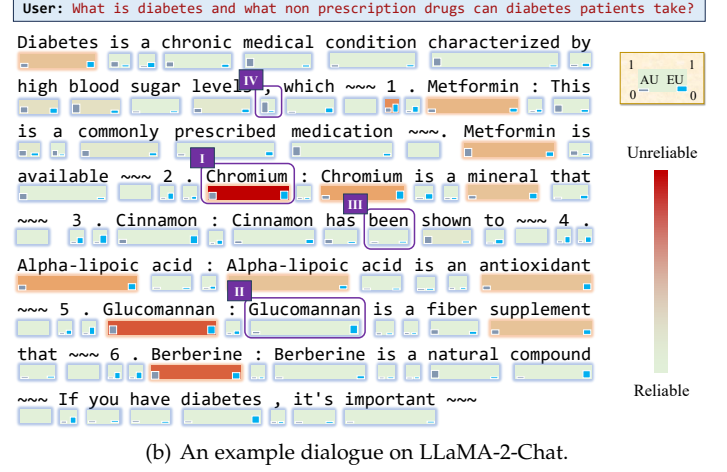 User: What is diabetes and what non prescription drugs can diabetes patients take?
Diabetes is a chronic medical condition characterized by
high blood sugar levels , which ~~~ 1 . Metformin : This
IV
is a commonly prescribed medication ~~~. Metformin is
I
available ~~~ 2 . Chromium : Chromium is a mineral that
III
~~~ 3 . Cinnamon : Cinnamon has been shown to ~~~ 4 .
Alpha-lipoic acid : Alpha-lipoic acid is an antioxidant
II
~~~ 5 . Glucomannan : Glucomannan is a fiber supplement
that ~~~ 6 . Berberine : Berberine is a natural compound
~~~ If you have diabetes , it's important ~~~
1 1
AU EU
0 0
Unreliable
Reliable
(b) An example dialogue on LLaMA-2-Chat.